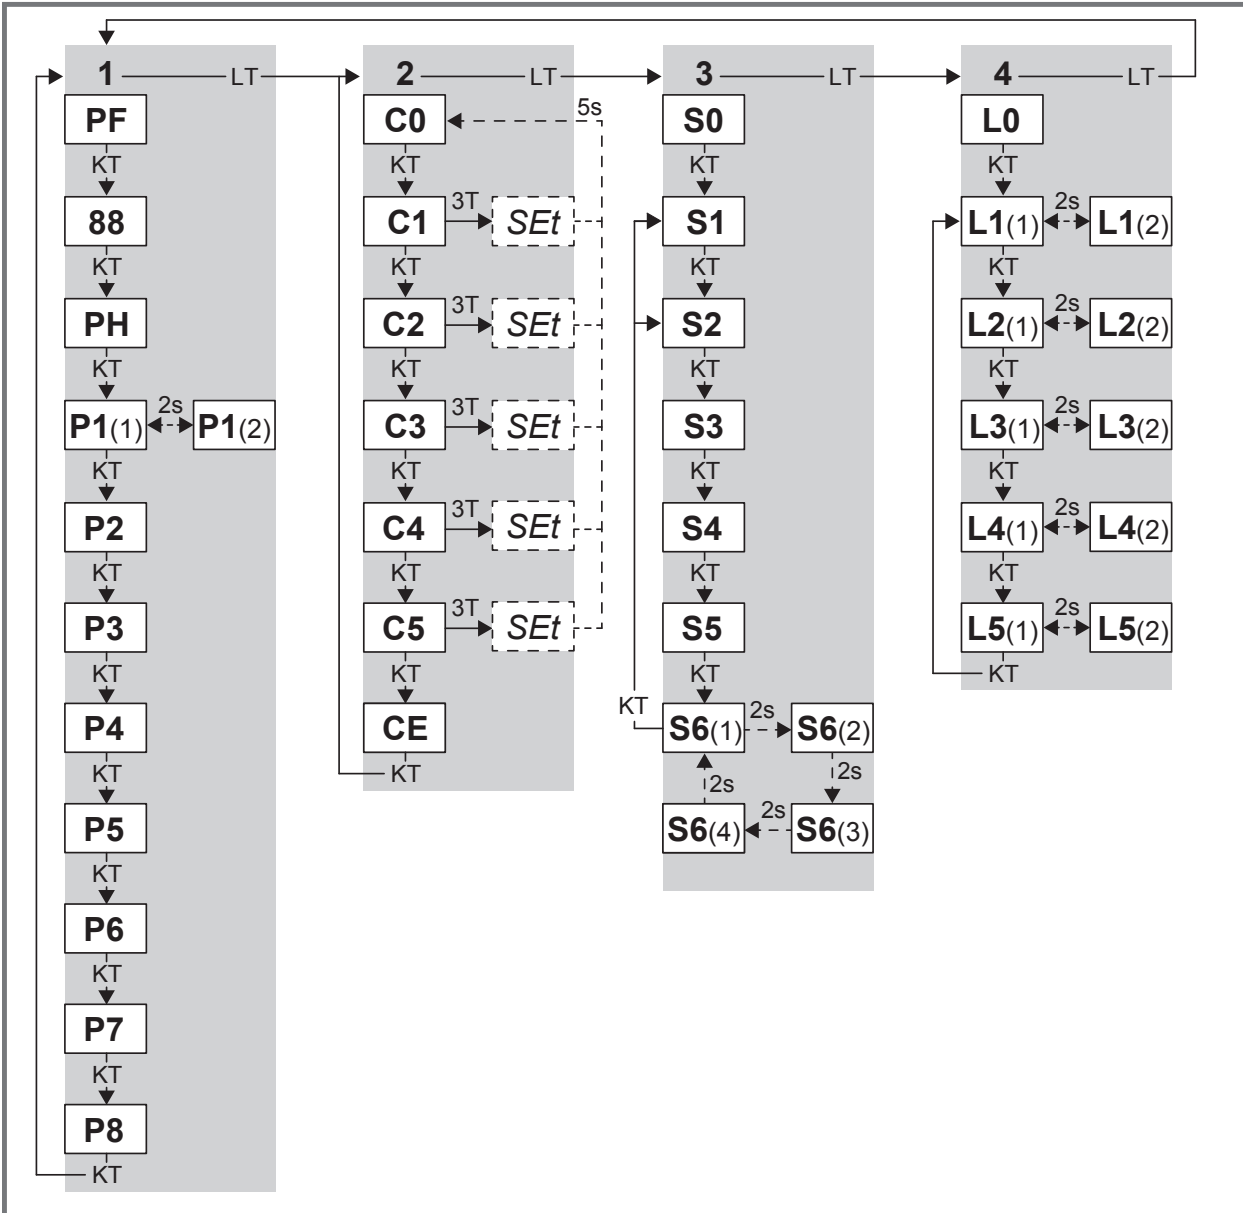 1 LT
PF
KT
88
KT
PH
KT
P1(1) 2s P1(2)
KT
P2
KT
P3
KT
P4
KT
P5
KT
P6
KT
P7
KT
P8
KT
2 LT
5s
C0
KT
C1 3T SEt
KT
C2 3T SEt
KT
C3 3T SEt
KT
C4 3T SEt
KT
C5 3T SEt
KT
CE
KT
3 LT
S0
KT
S1
KT
S2
KT
S3
KT
S4
KT
S5
KT
KT
S6(1) 2s S6(2)
2s 2s
S6(4) 2s S6(3)
4 LT
L0
KT
L1(1) 2s L1(2)
KT
L2(1) 2s L2(2)
KT
L3(1) 2s L3(2)
KT
L4(1) 2s L4(2)
KT
L5(1) 2s L5(2)
KT